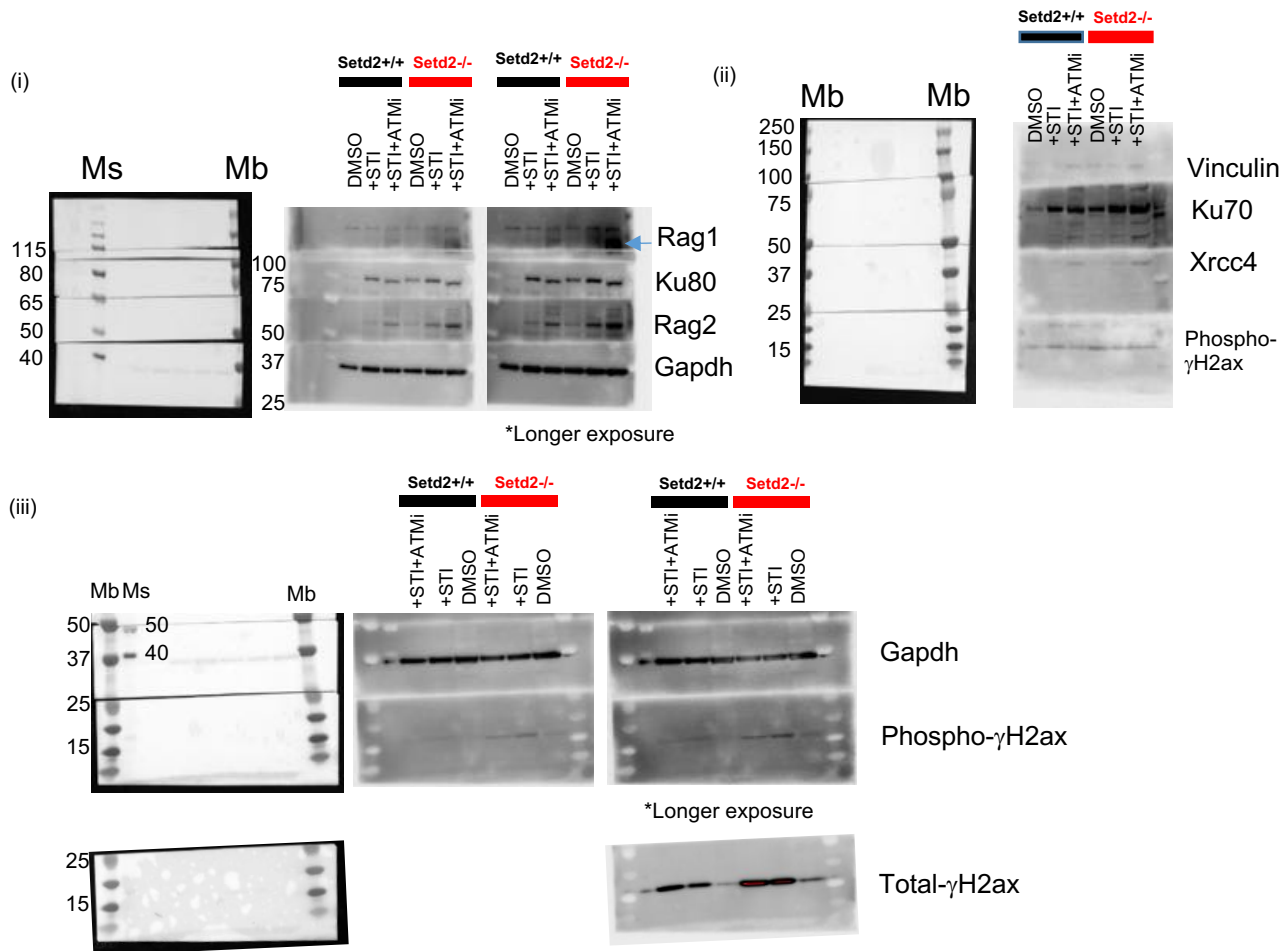 (i)
Setd2+/+ Setd2-/-
Setd2+/+ Setd2-/-
DMSO
+STI
+STI+ATMi
DMSO
+STI
+STI+ATMi
DMSO
+STI
+STI+ATMi
DMSO
+STI
+STI+ATMi
Ms Mb
115
80
65
50
40
100
75
50
37
25
Rag1
Ku80
Rag2
Gapdh
*Longer exposure
(ii)
Setd2+/+ Setd2-/-
DMSO
+STI
+STI+ATMi
DMSO
+STI
+STI+ATMi
Mb Mb
250
150
100
75
50
37
25
15
Vinculin
Ku70
Xrcc4
Phospho-
γH2ax
(iii)
Setd2+/+ Setd2-/-
Setd2+/+ Setd2-/-
+STI+ATMi
+STI
DMSO
+STI+ATMi
+STI
DMSO
+STI+ATMi
+STI
DMSO
+STI+ATMi
+STI
DMSO
Mb Ms Mb
50 50
37 40
25
15
Gapdh
Phospho-γH2ax
*Longer exposure
25
15
Total-γH2ax